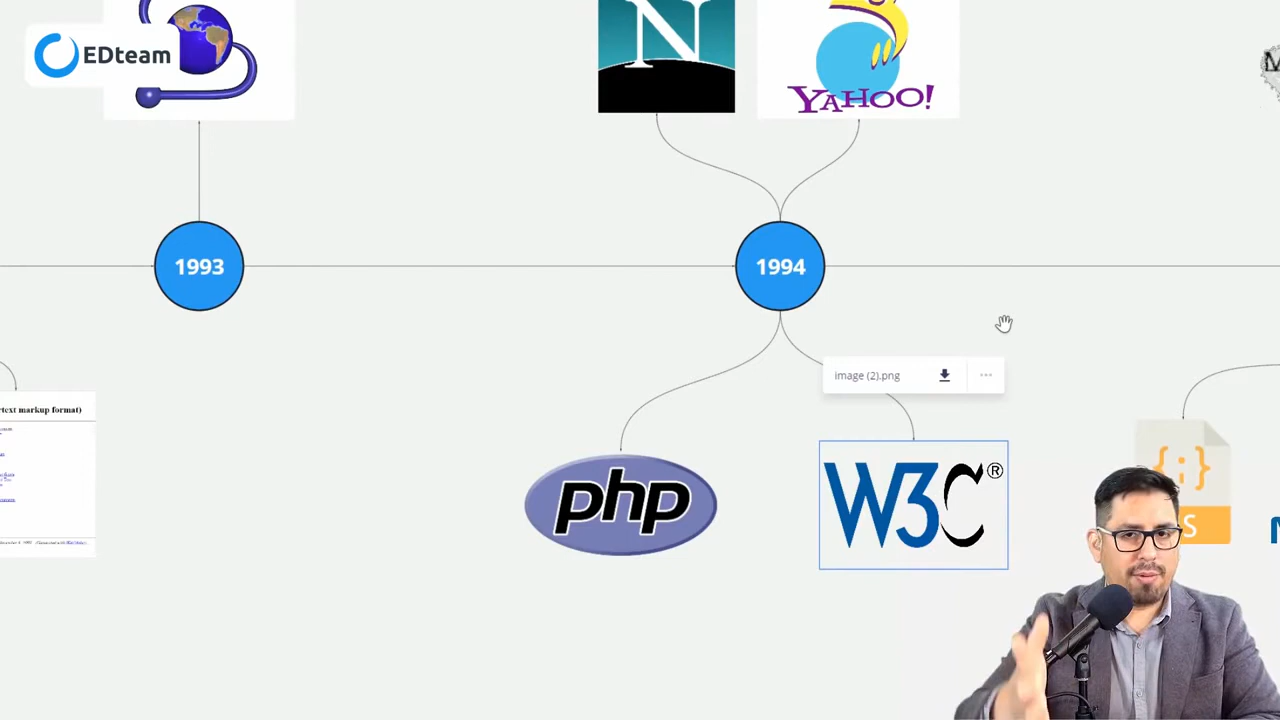 EDteam
N
YAHOO!
M
1993
1994
image (2).png
rtext markup format)
php
W3C®
{;}
S